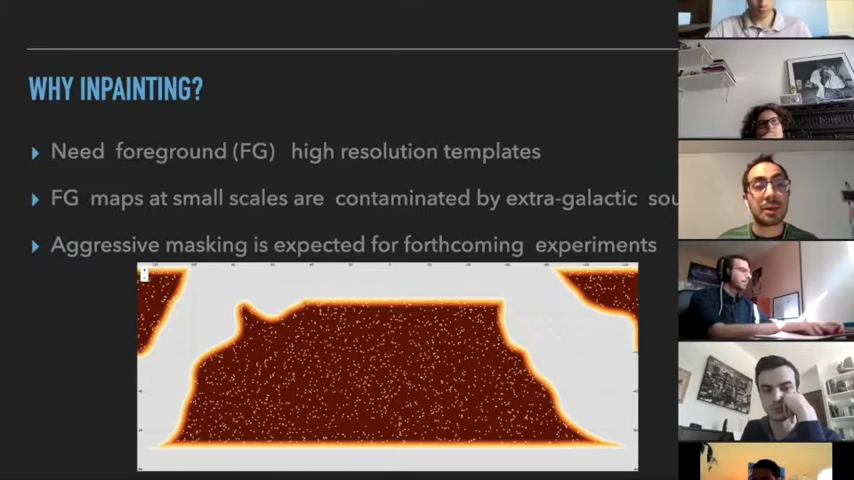 WHY INPAINTING?
Need foreground (FG) high resolution templates
FG maps at small scales are contaminated by extra-galactic sou
Aggressive masking is expected for forthcoming experiments